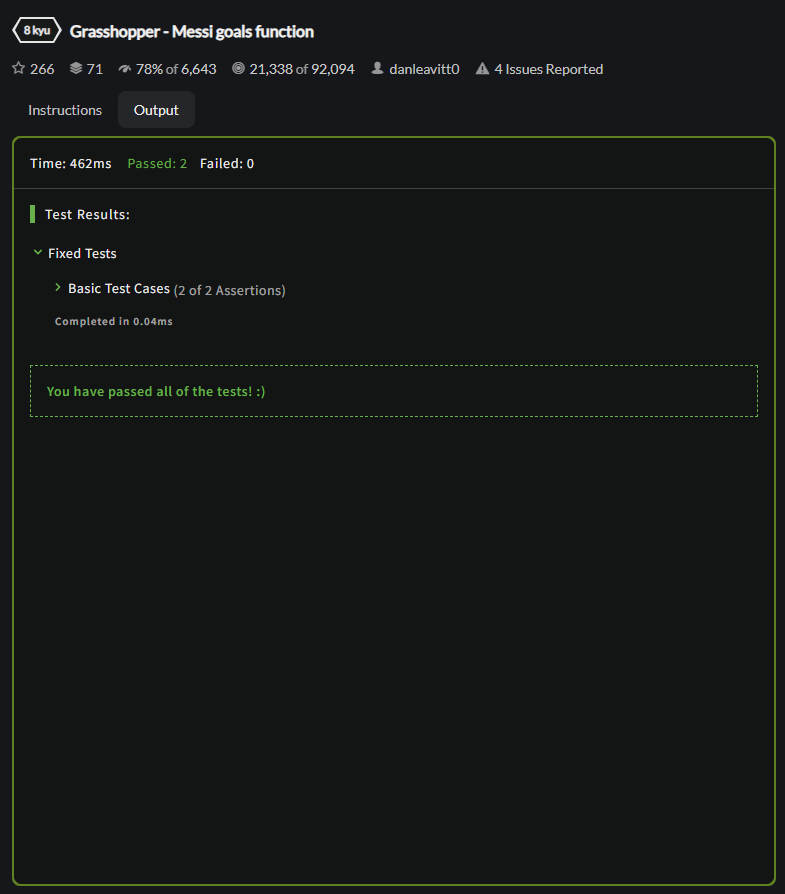 8 kyu Grasshopper - Messi goals function
266 71 78% of 6,643 21,338 of 92,094 danleavitt0 4 Issues Reported
Instructions Output
Time: 462ms Passed: 2 Failed: 0
Test Results:
Fixed Tests
Basic Test Cases (2 of 2 Assertions)
Completed in 0.04ms
You have passed all of the tests! :)